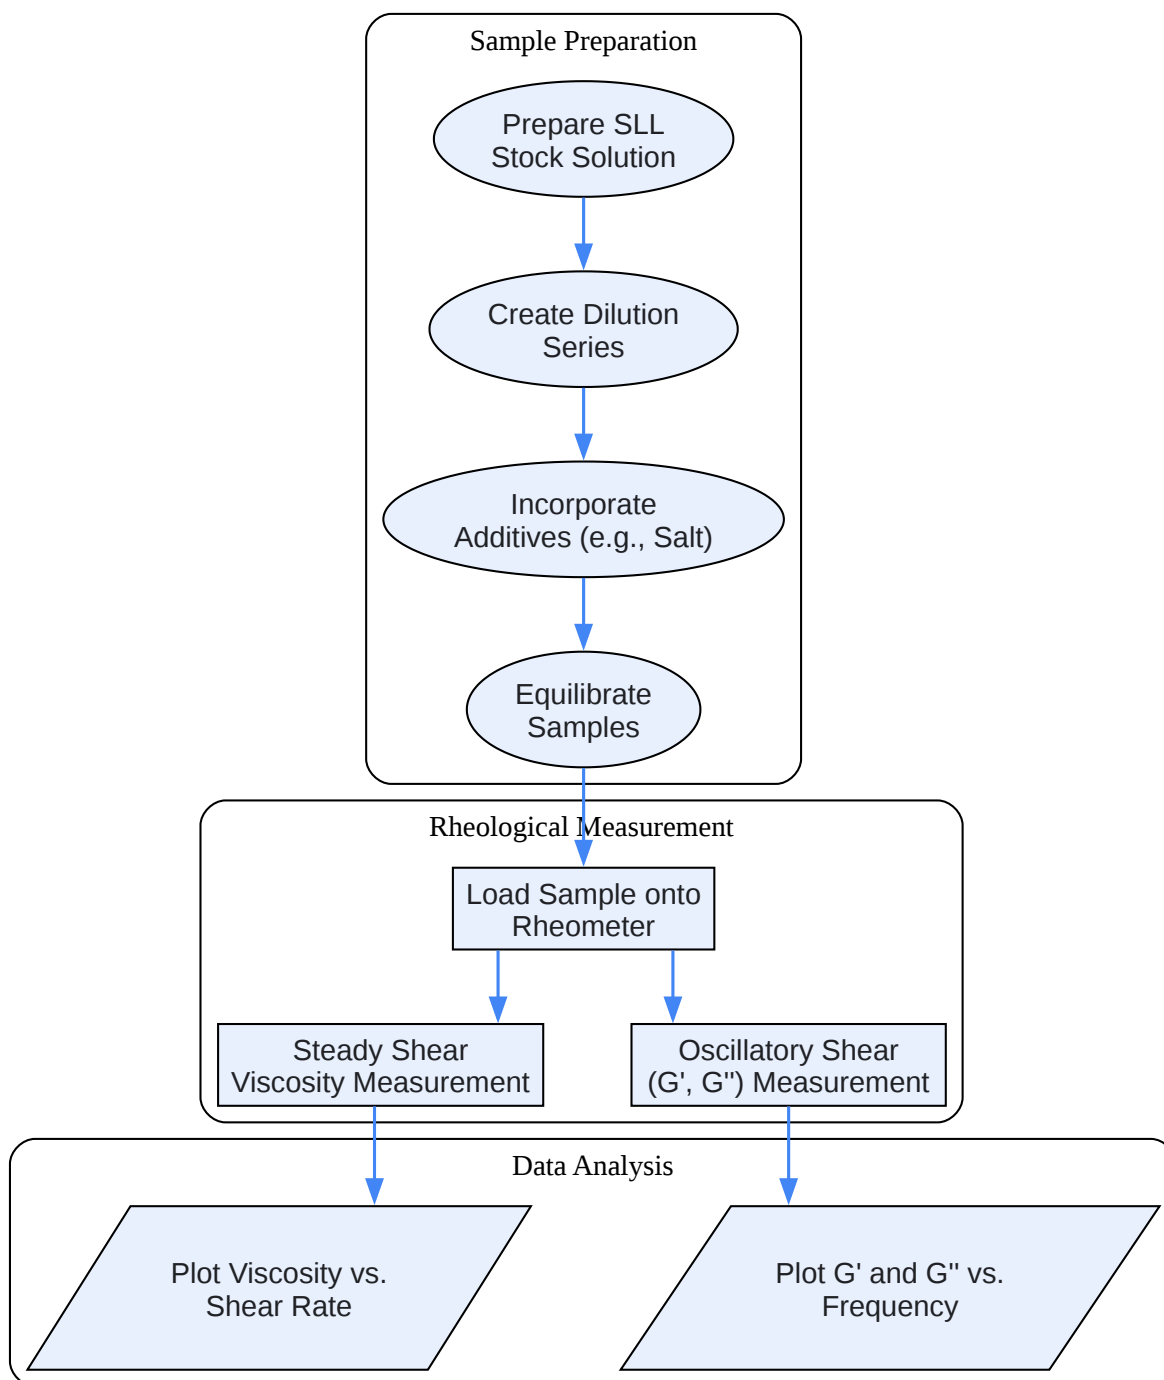 Sample Preparation
Prepare SLL
Stock Solution
Create Dilution
Series
Incorporate
Additives (e.g., Salt)
Equilibrate
Samples
Rheological Measurement
Load Sample onto
Rheometer
Steady Shear
Viscosity Measurement
Oscillatory Shear
(G', G'') Measurement
Data Analysis
Plot Viscosity vs.
Shear Rate
Plot G' and G'' vs.
Frequency